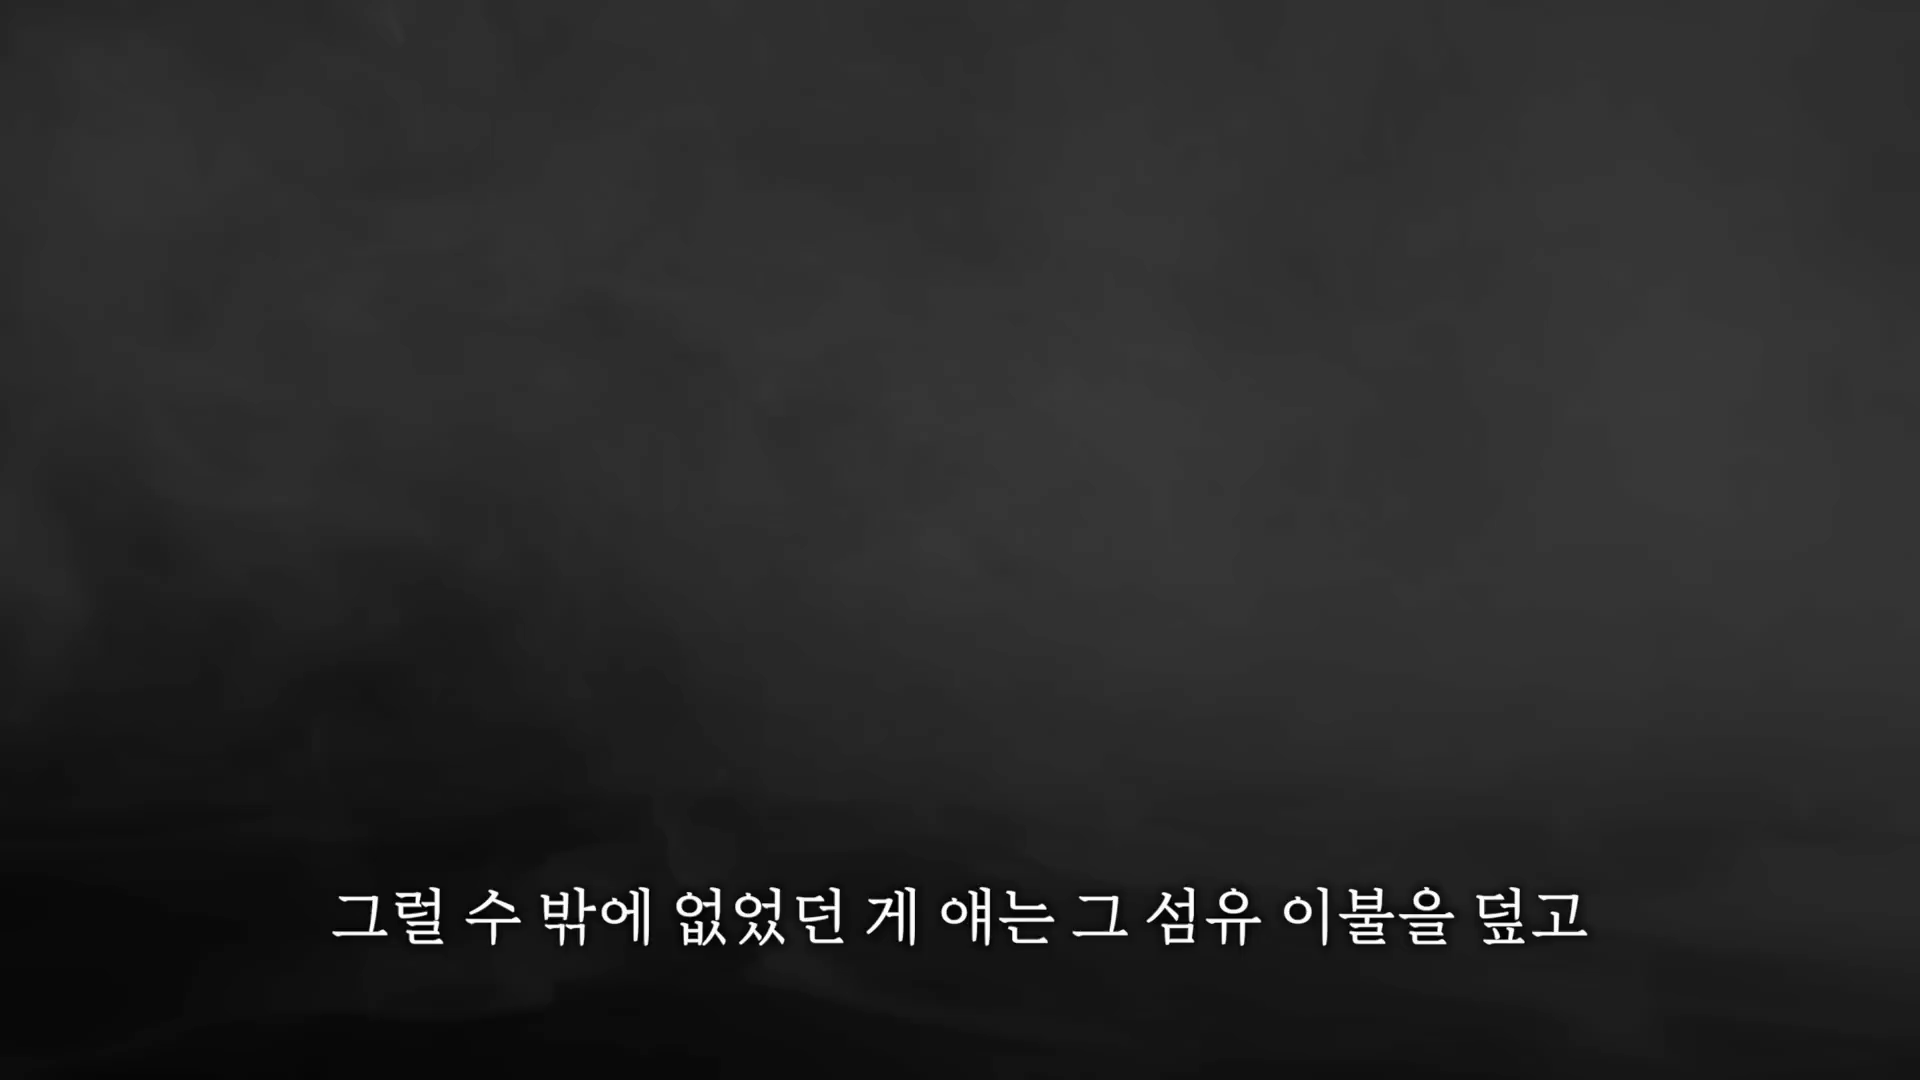 그럴 수 밖에 없었던 게 얘는 그 섬유 이불을 덮고